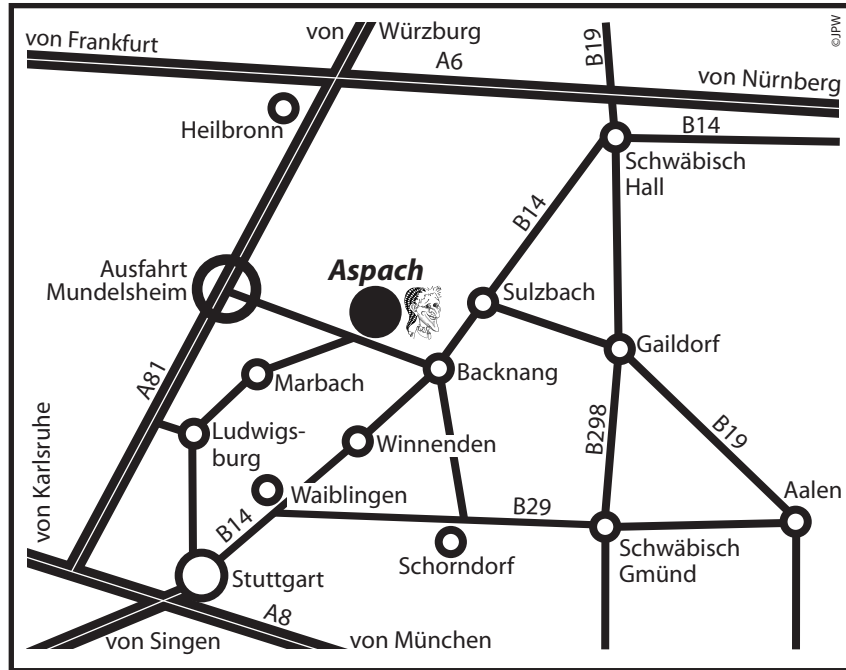 von Frankfurt
von Würzburg
A6
B19
©JPW
von Nürnberg
Heilbronn
B14
Schwäbisch
Hall
B14
Ausfahrt
Mundelsheim
Aspach
Sulzbach
Gaildorf
A81
Marbach
Backnang
B298
B19
von Karlsruhe
Ludwigs-
burg
Winnenden
Waiblingen
B14
B29
Aalen
Schorndorf
Schwäbisch
Gmünd
Stuttgart
A8
von Singen
von München